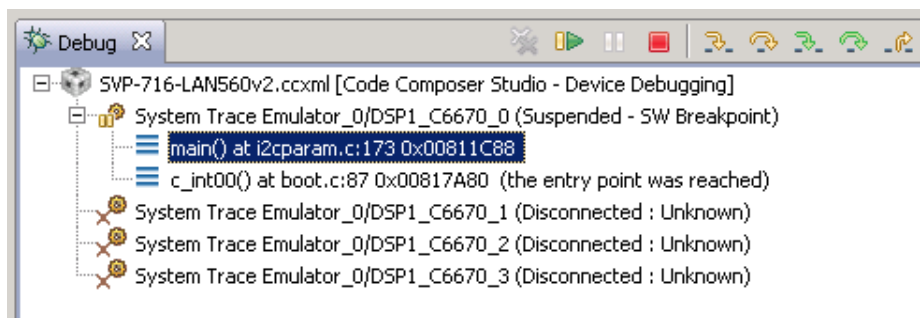 Debug
SVP-716-LAN560v2.ccxml [Code Composer Studio - Device Debugging]
System Trace Emulator_0/DSP1_C6670_0 (Suspended - SW Breakpoint)
main() at i2cparam.c:173 0x00811C88
c_int00() at boot.c:87 0x00817A80 (the entry point was reached)
System Trace Emulator_0/DSP1_C6670_1 (Disconnected : Unknown)
System Trace Emulator_0/DSP1_C6670_2 (Disconnected : Unknown)
System Trace Emulator_0/DSP1_C6670_3 (Disconnected : Unknown)